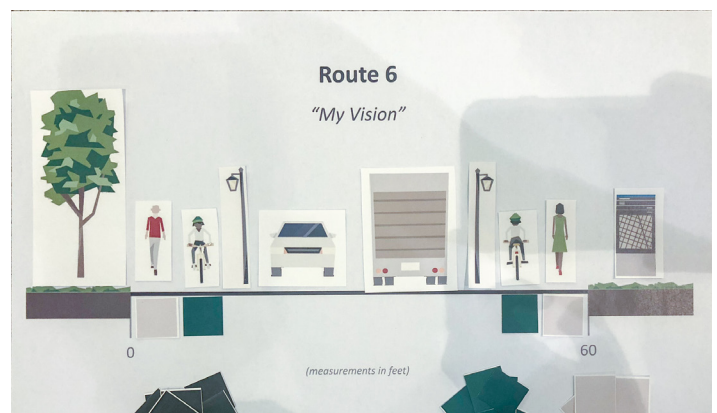 Route 6
“My Vision”
0
60
(measurements in feet)